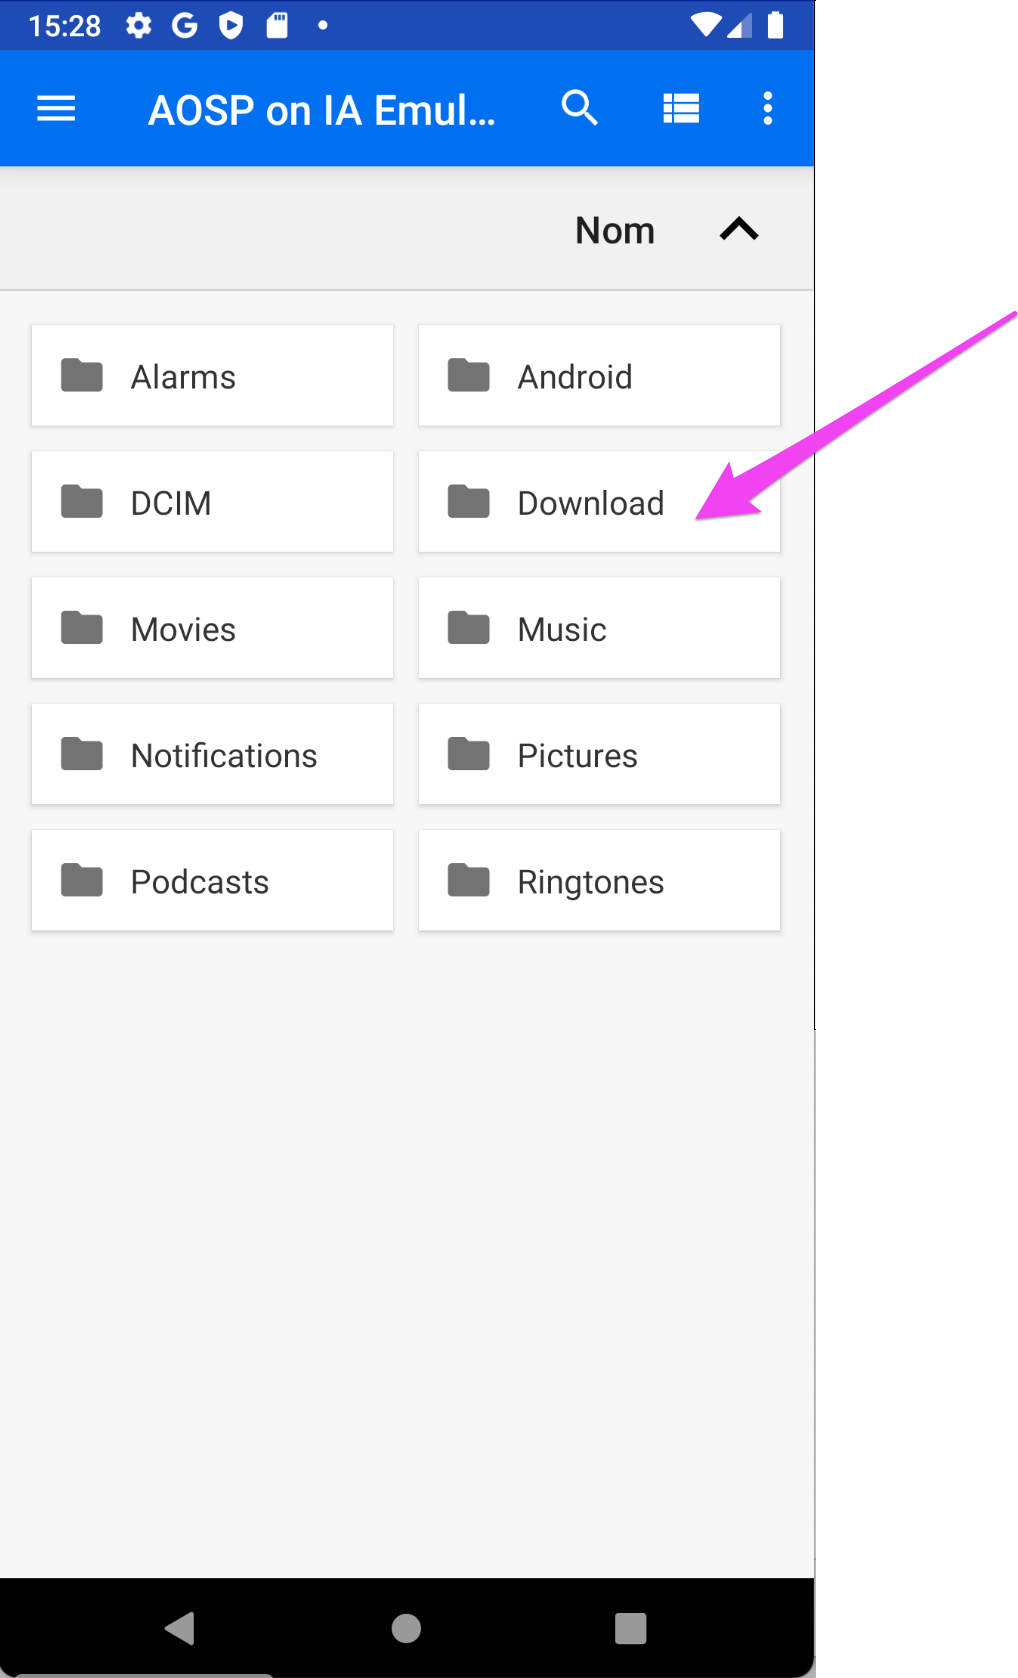 15:28
AOSP on IA Emul...
Nom
Alarms
Android
DCIM
Download
Movies
Music
Notifications
Pictures
Podcasts
Ringtones